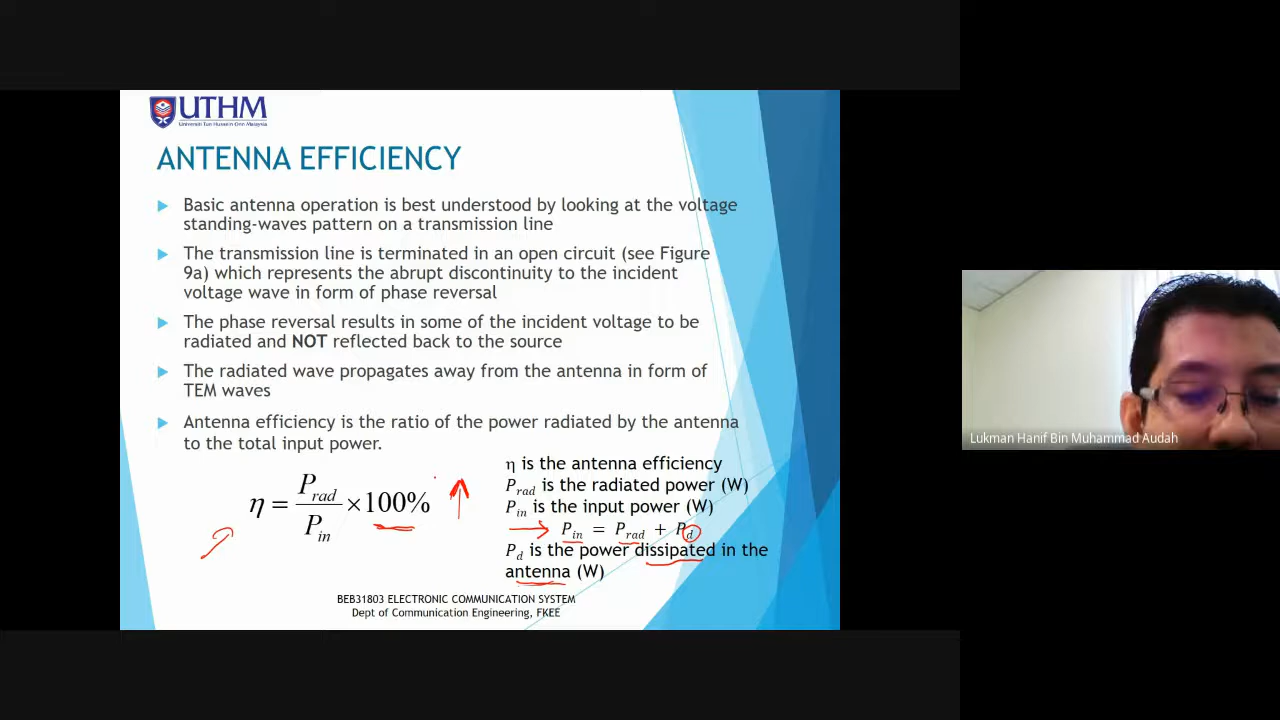 UTHM
Universiti Tun Hussein Onn Malaysia
ANTENNA EFFICIENCY
Basic antenna operation is best understood by looking at the voltage
standing-waves pattern on a transmission line
The transmission line is terminated in an open circuit (see Figure
9a) which represents the abrupt discontinuity to the incident
voltage wave in form of phase reversal
The phase reversal results in some of the incident voltage to be
radiated and NOT reflected back to the source
The radiated wave propagates away from the antenna in form of
TEM waves
Antenna efficiency is the ratio of the power radiated by the antenna
to the total input power.
η = P_rad / P_in × 100%
η is the antenna efficiency
P_rad is the radiated power (W)
P_in is the input power (W)
P_in = P_rad + P_d
P_d is the power dissipated in the
antenna (W)
BEB31803 ELECTRONIC COMMUNICATION SYSTEM
Dept of Communication Engineering, FKEE
Lukman Hanif Bin Muhammad Audah